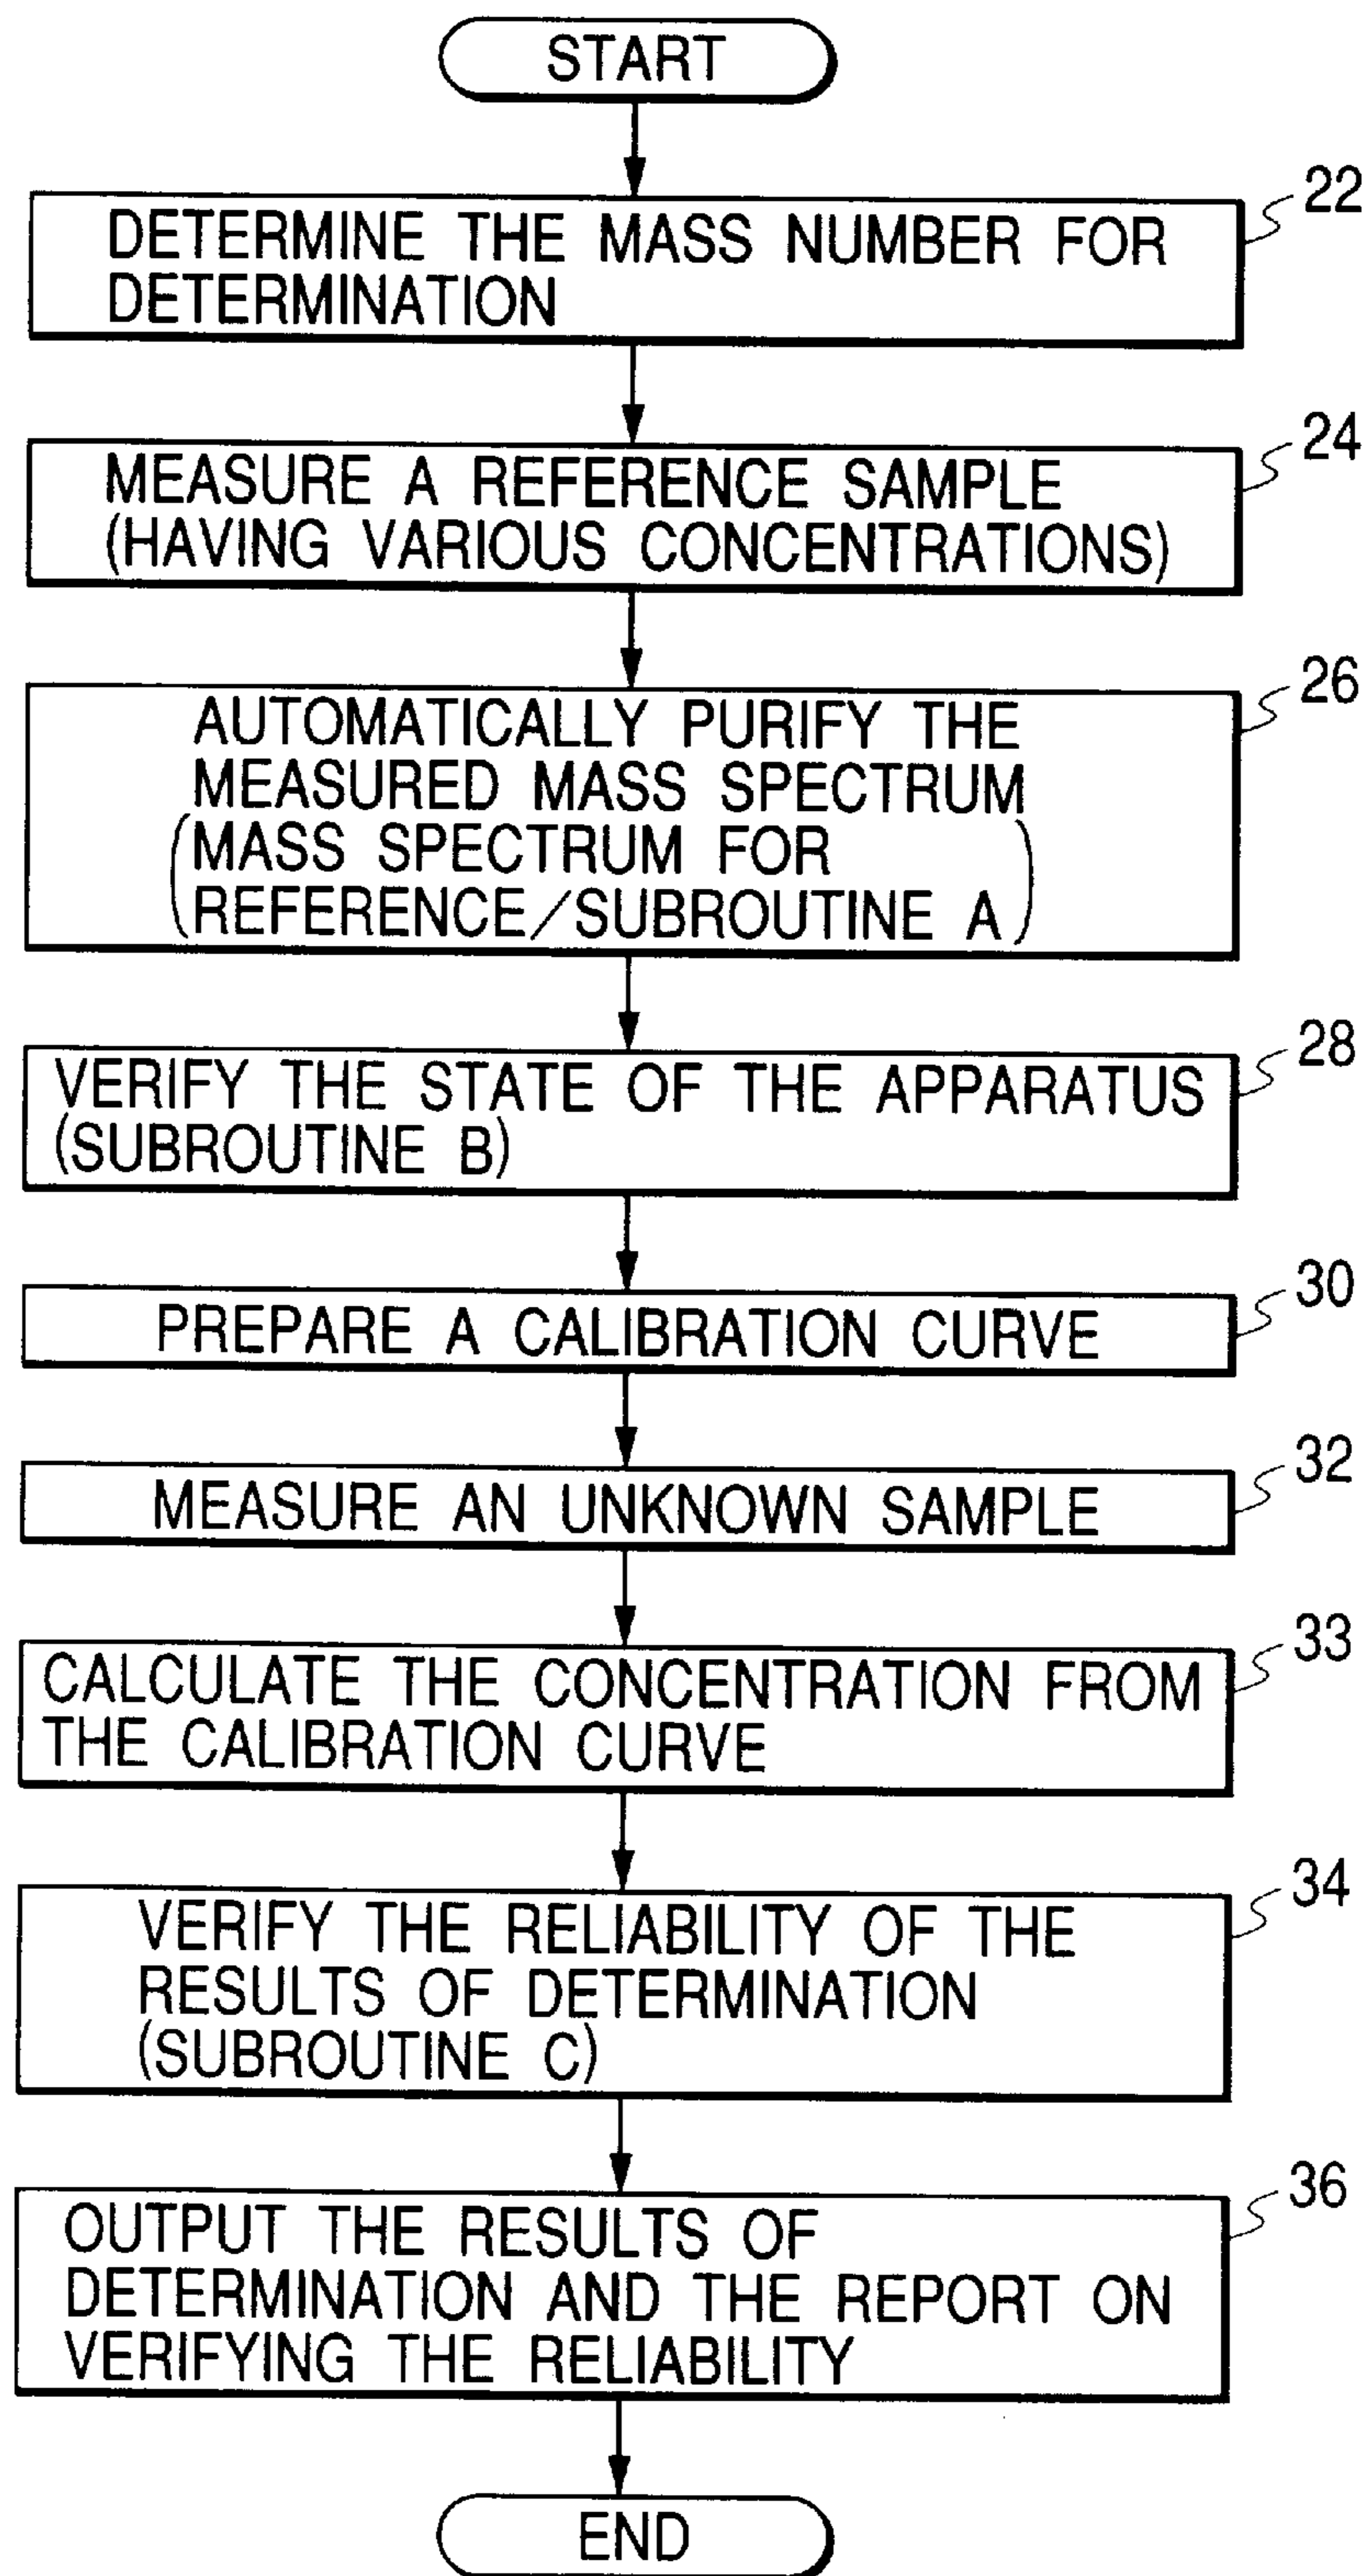 START
22
DETERMINE THE MASS NUMBER FOR
DETERMINATION
24
MEASURE A REFERENCE SAMPLE
(HAVING VARIOUS CONCENTRATIONS)
26
AUTOMATICALLY PURIFY THE
MEASURED MASS SPECTRUM
(MASS SPECTRUM FOR
REFERENCE/SUBROUTINE A)
28
VERIFY THE STATE OF THE APPARATUS
(SUBROUTINE B)
30
PREPARE A CALIBRATION CURVE
32
MEASURE AN UNKNOWN SAMPLE
33
CALCULATE THE CONCENTRATION FROM
THE CALIBRATION CURVE
34
VERIFY THE RELIABILITY OF THE
RESULTS OF DETERMINATION
(SUBROUTINE C)
36
OUTPUT THE RESULTS OF
DETERMINATION AND THE REPORT ON
VERIFYING THE RELIABILITY
END